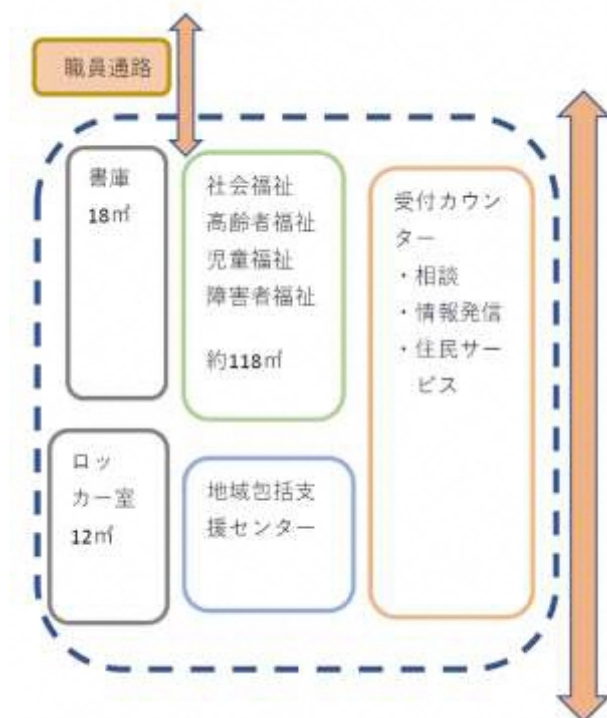 職員通路
書庫
18㎡
社会福祉
高齢者福祉
児童福祉
障害者福祉
約118㎡
受付カウン
ター
・相談
・情報発信
・住民サー
ビス
ロッ
カー室
12㎡
地域包括支
援センター